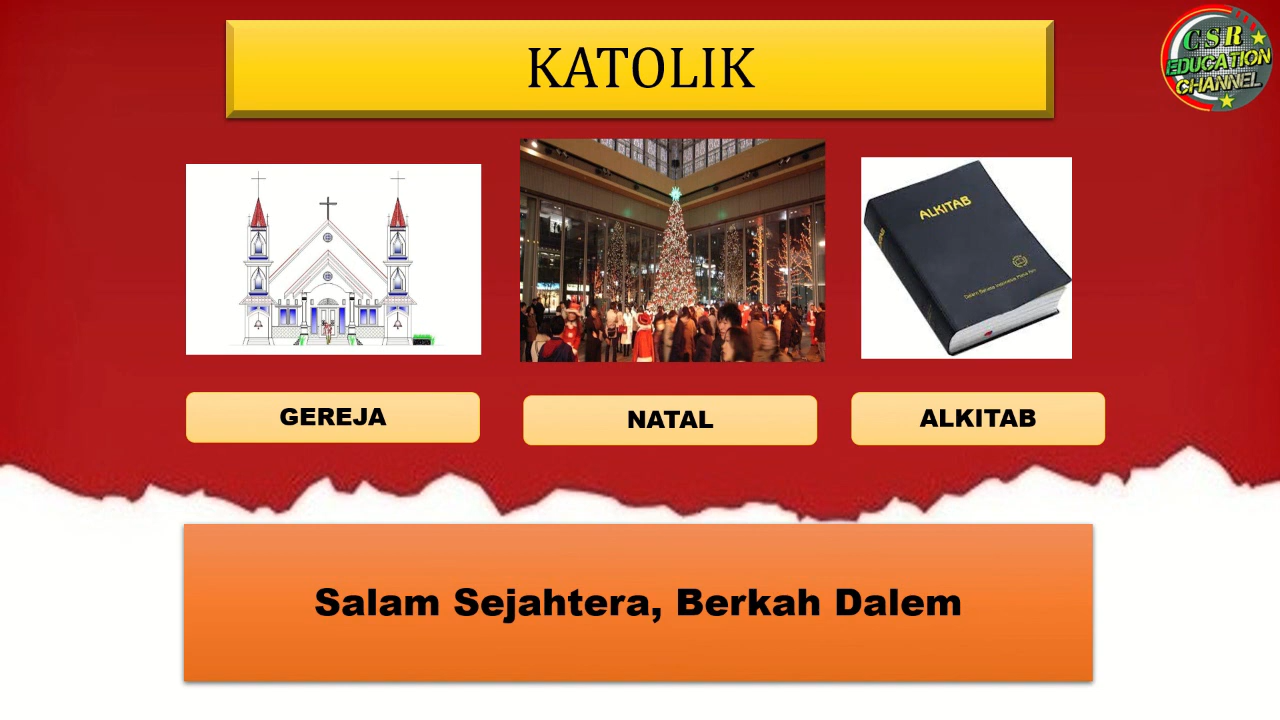 KATOLIK
CSR
EDUCATION
CHANNEL
ALKITAB
GEREJA
NATAL
ALKITAB
Salam Sejahtera, Berkah Dalem